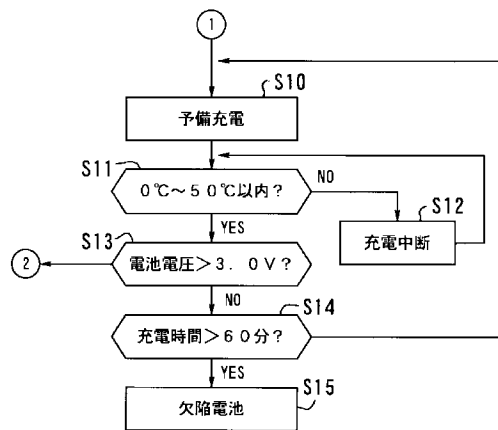 1
S10
予備充電
S11
0℃～50℃以内?
NO
S12
充電中断
YES
S13
2
電池電圧>3.0V?
NO
S14
充電時間>60分?
YES
S15
欠陥電池